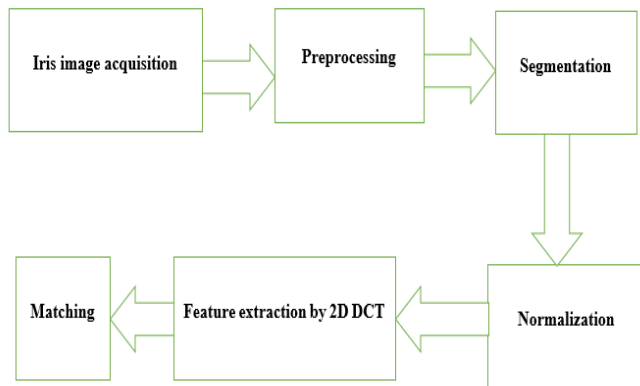 Iris image acquisition
Preprocessing
Segmentation
Normalization
Feature extraction by 2D DCT
Matching